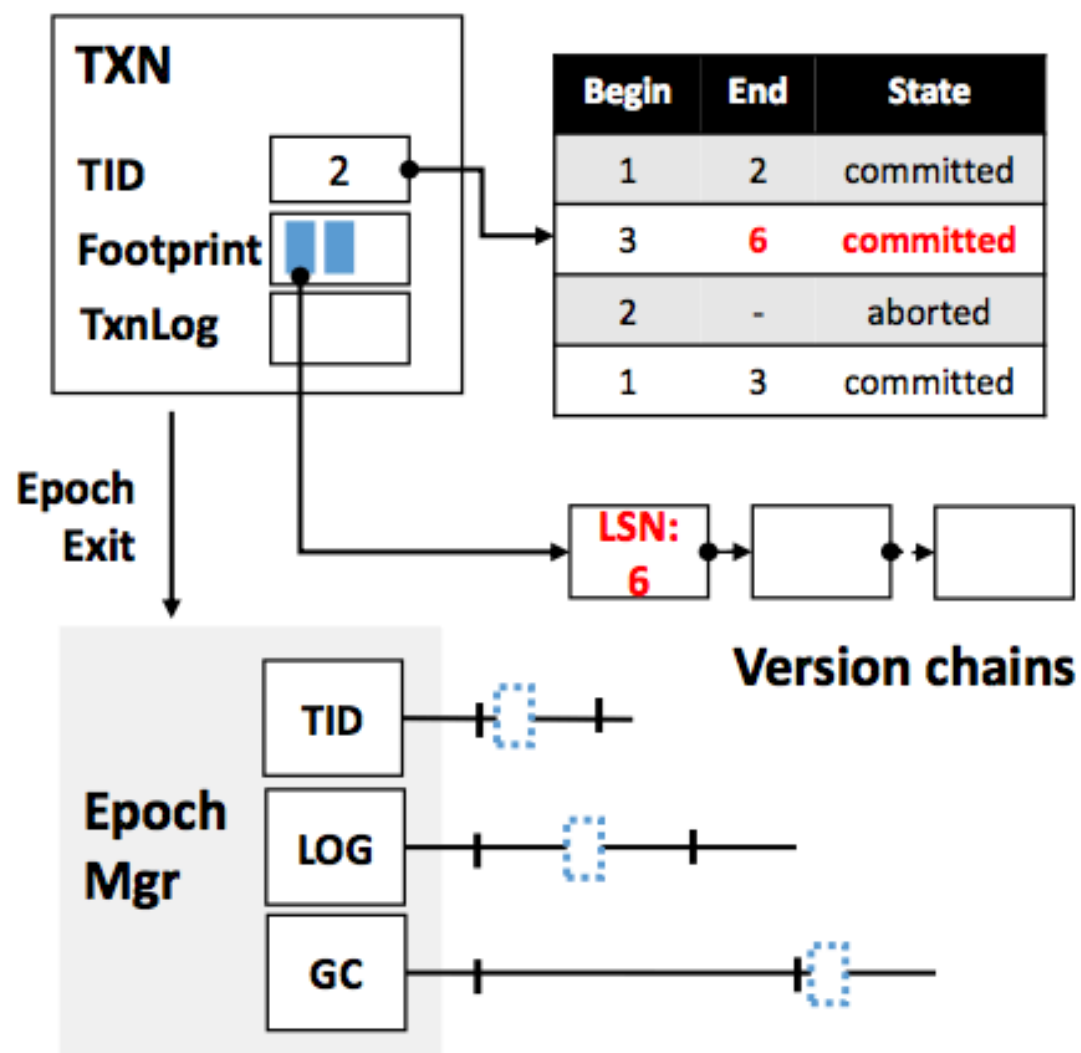 TXN
TID 2
Footprint
TxnLog
Begin End State
1 2 committed
3 6 committed
2 - aborted
1 3 committed
Epoch
Exit
LSN:
6
Version chains
Epoch
Mgr
TID
LOG
GC